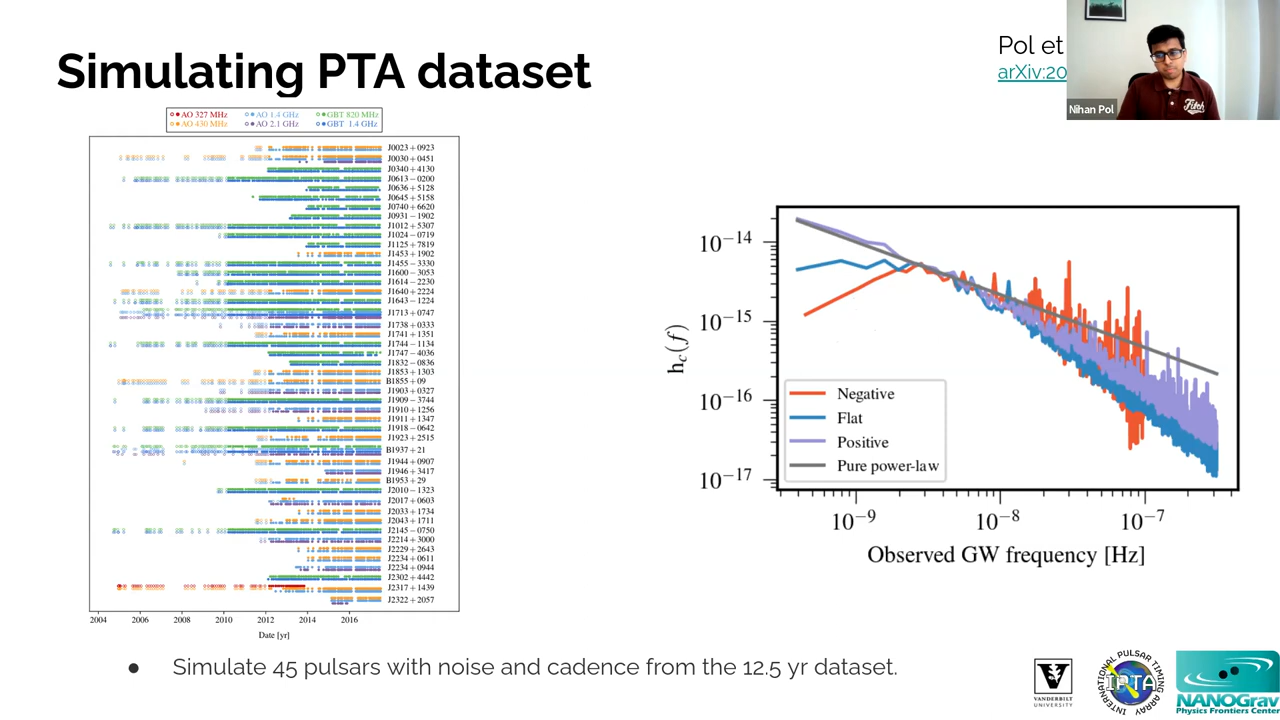 Simulating PTA dataset
Pol et
arXiv:20
Nihan Pol
Fitch
AO 327 MHz AO 1.4 GHz GBT 820 MHz
AO 430 MHz AO 2.1 GHz GBT 1.4 GHz
J0023+0923
J0030+0451
J0340+4130
J0613−0200
J0636+5128
J0645+5158
J0740+6620
J0931−1902
J1012+5307
J1024−0719
J1125+7819
J1453+1902
J1455−3330
J1600−3053
J1614−2230
J1640+2224
J1643−1224
J1713+0747
J1738+0333
J1741+1351
J1744−1134
J1747−4036
J1832−0836
J1853+1303
B1855+09
J1903+0327
J1909−3744
J1910+1256
J1911+1347
J1918−0642
J1923+2515
B1937+21
J1944+0907
J1946+3417
B1953+29
J2010−1323
J2017+0603
J2033+1734
J2043+1711
J2145−0750
J2214+3000
J2229+2643
J2234+0611
J2234+0944
J2302+4442
J2317+1439
J2322+2057
2004 2006 2008 2010 2012 2014 2016
Date [yr]
10⁻¹⁴
10⁻¹⁵
10⁻¹⁶
10⁻¹⁷
h_c(f)
Negative
Flat
Positive
Pure power-law
10⁻⁹ 10⁻⁸ 10⁻⁷
Observed GW frequency [Hz]
● Simulate 45 pulsars with noise and cadence from the 12.5 yr dataset.
VANDERBILT
UNIVERSITY
INTERNATIONAL PULSAR TIMING ARRAY
IPTA
NANOGrav
Physics Frontiers Center